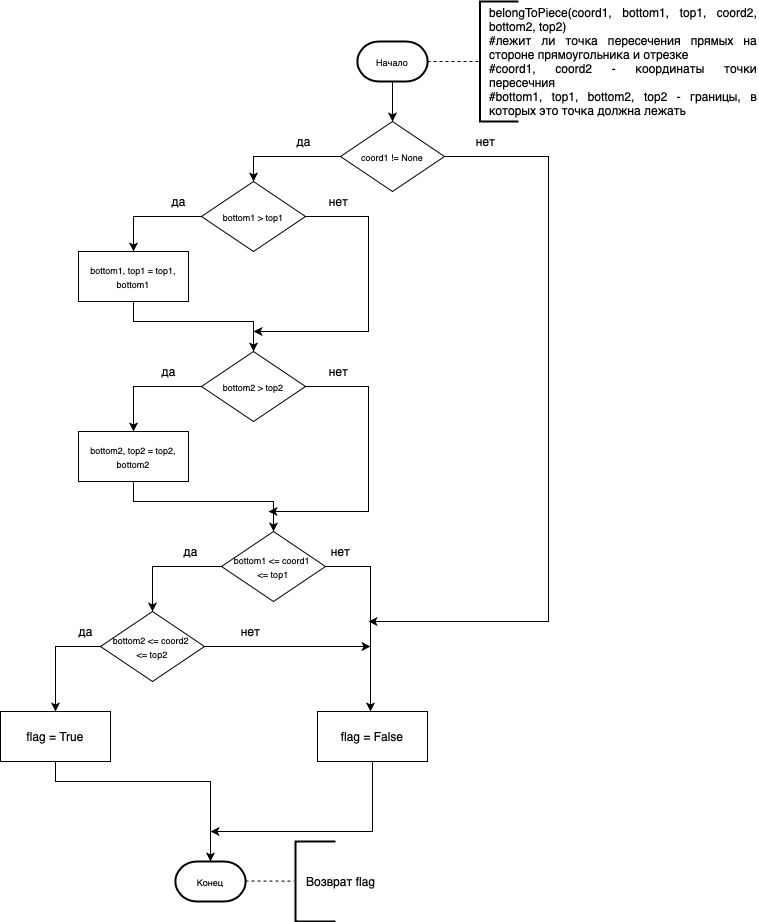 belongToPiece(coord1, bottom1, top1, coord2,
bottom2, top2)
#лежит ли точка пересечения прямых на
стороне прямоугольника и отрезке
#coord1, coord2 - координаты точки
пересечния
#bottom1, top1, bottom2, top2 - границы, в
которых это точка должна лежать
Начало
да
нет
coord1 != None
да
нет
bottom1 > top1
bottom1, top1 = top1,
bottom1
да
нет
bottom2 > top2
bottom2, top2 = top2,
bottom2
да
нет
bottom1 <= coord1
<= top1
да
нет
bottom2 <= coord2
<= top2
flag = True
flag = False
Конец
Возврат flag